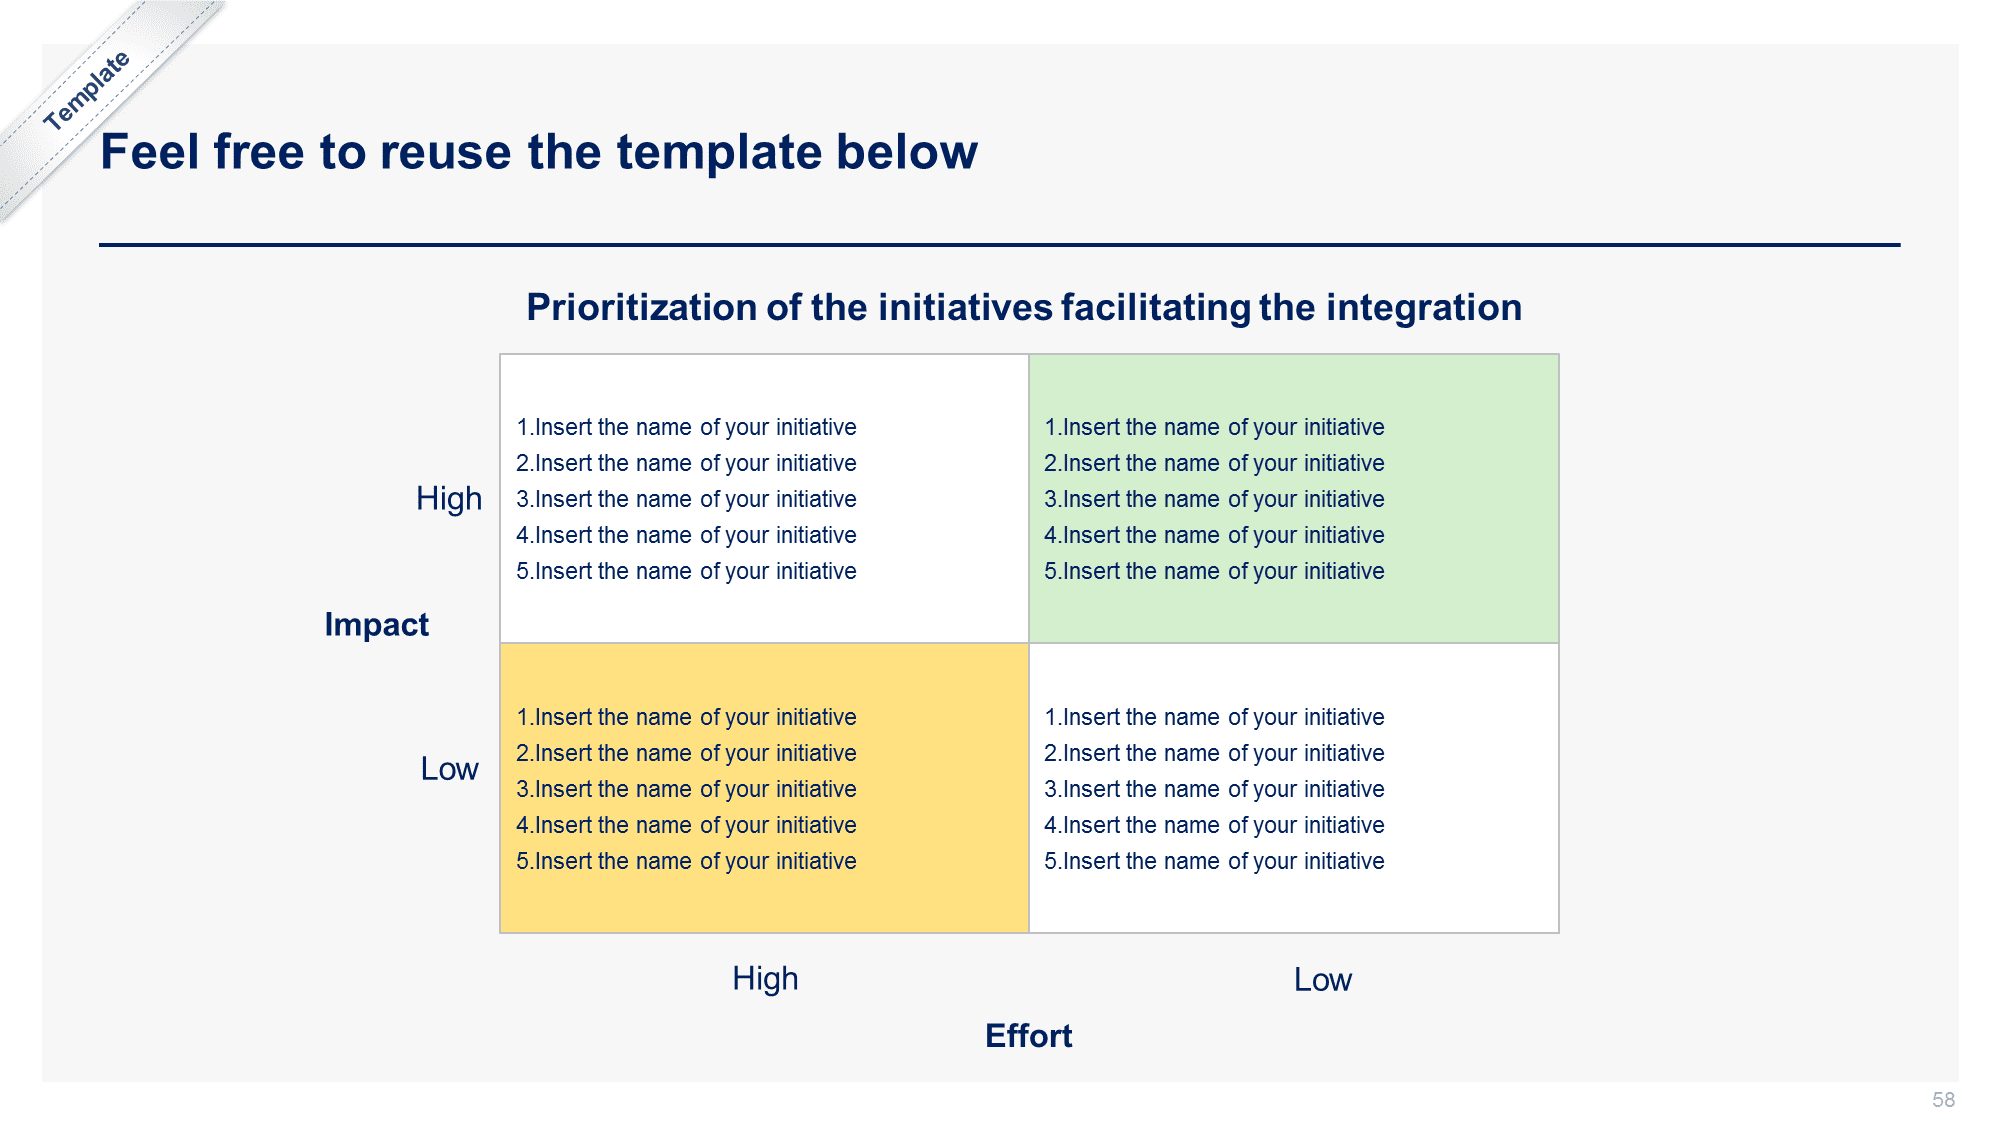 Template
Feel free to reuse the template below
Prioritization of the initiatives facilitating the integration
High
1.Insert the name of your initiative
2.Insert the name of your initiative
3.Insert the name of your initiative
4.Insert the name of your initiative
5.Insert the name of your initiative
1.Insert the name of your initiative
2.Insert the name of your initiative
3.Insert the name of your initiative
4.Insert the name of your initiative
5.Insert the name of your initiative
Impact
Low
1.Insert the name of your initiative
2.Insert the name of your initiative
3.Insert the name of your initiative
4.Insert the name of your initiative
5.Insert the name of your initiative
1.Insert the name of your initiative
2.Insert the name of your initiative
3.Insert the name of your initiative
4.Insert the name of your initiative
5.Insert the name of your initiative
High
Low
Effort
58